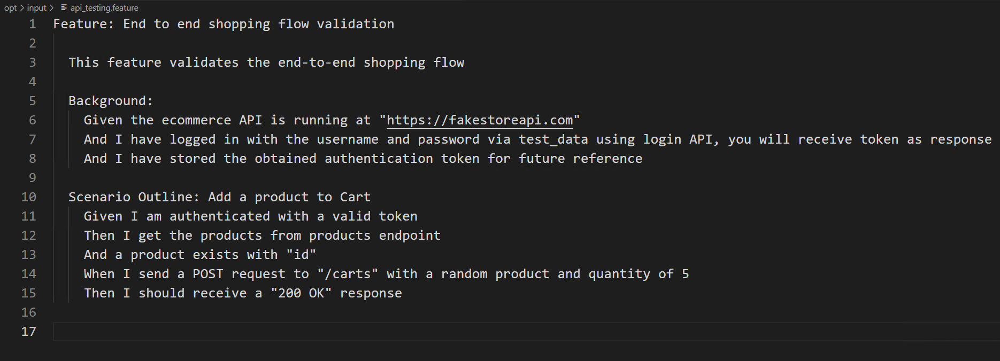 opt > input > api_testing.feature
1 Feature: End to end shopping flow validation
2
3 This feature validates the end-to-end shopping flow
4
5 Background:
6 Given the ecommerce API is running at "https://fakestoreapi.com"
7 And I have logged in with the username and password via test_data using login API, you will receive token as response
8 And I have stored the obtained authentication token for future reference
9
10 Scenario Outline: Add a product to Cart
11 Given I am authenticated with a valid token
12 Then I get the products from products endpoint
13 And a product exists with "id"
14 When I send a POST request to "/carts" with a random product and quantity of 5
15 Then I should receive a "200 OK" response
16
17